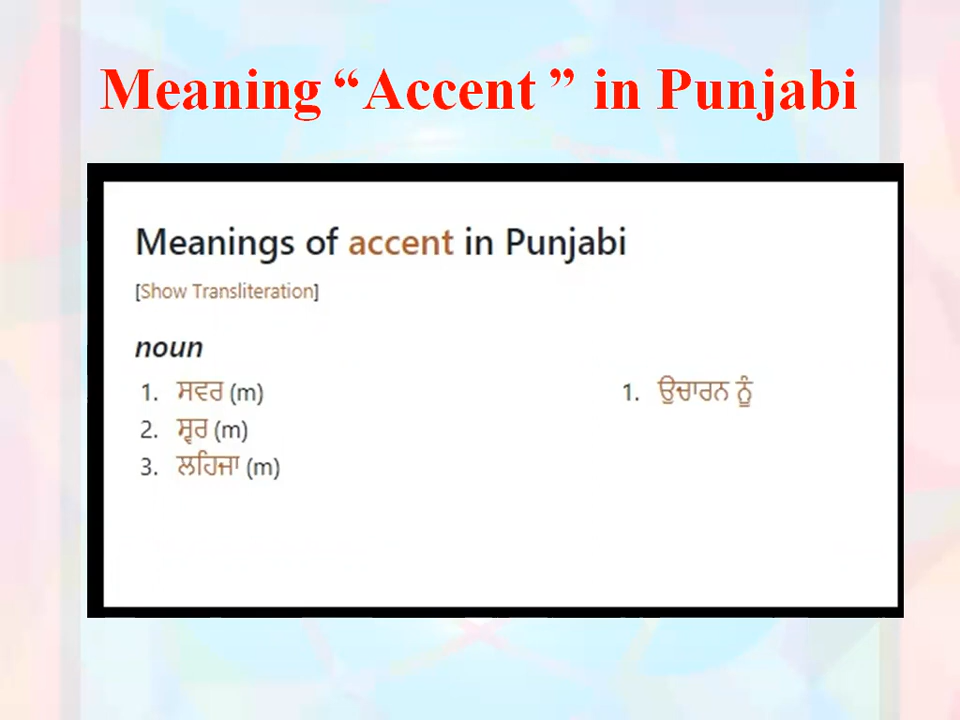 Meaning “Accent ” in Punjabi
Meanings of accent in Punjabi
[Show Transliteration]
noun
1. ਸਵਰ (m)
2. ਸ੍ਵਰ (m)
3. ਲਹਿਜਾ (m)
1. ਉਚਾਰਨ ਨੂੰ